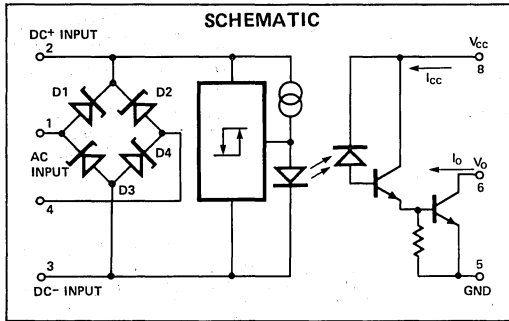 SCHEMATIC
DC+ INPUT
2
D1
D2
1
AC
INPUT
D4
D3
4
3
DC- INPUT
VCC
8
ICC
IO
VO
6
5
GND